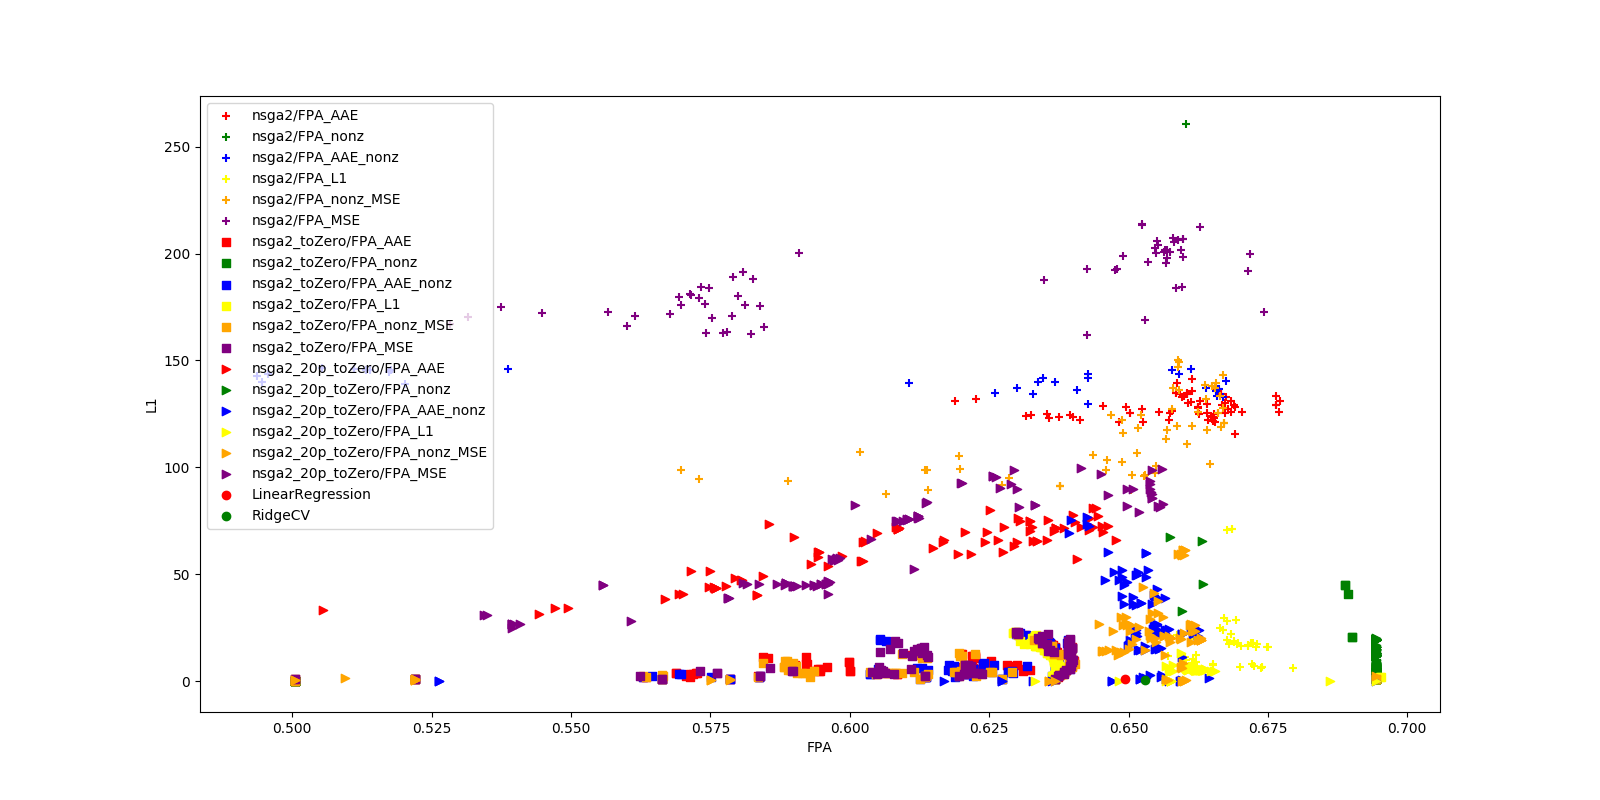 nsga2/FPA_AAE
nsga2/FPA_nonz
nsga2/FPA_AAE_nonz
nsga2/FPA_L1
nsga2/FPA_nonz_MSE
nsga2/FPA_MSE
nsga2_toZero/FPA_AAE
nsga2_toZero/FPA_nonz
nsga2_toZero/FPA_AAE_nonz
nsga2_toZero/FPA_L1
nsga2_toZero/FPA_nonz_MSE
nsga2_toZero/FPA_MSE
nsga2_20p_toZero/FPA_AAE
nsga2_20p_toZero/FPA_nonz
nsga2_20p_toZero/FPA_AAE_nonz
nsga2_20p_toZero/FPA_L1
nsga2_20p_toZero/FPA_nonz_MSE
nsga2_20p_toZero/FPA_MSE
LinearRegression
RidgeCV
250
200
150
100
50
0
L1
0.500 0.525 0.550 0.575 0.600 0.625 0.650 0.675 0.700
FPA